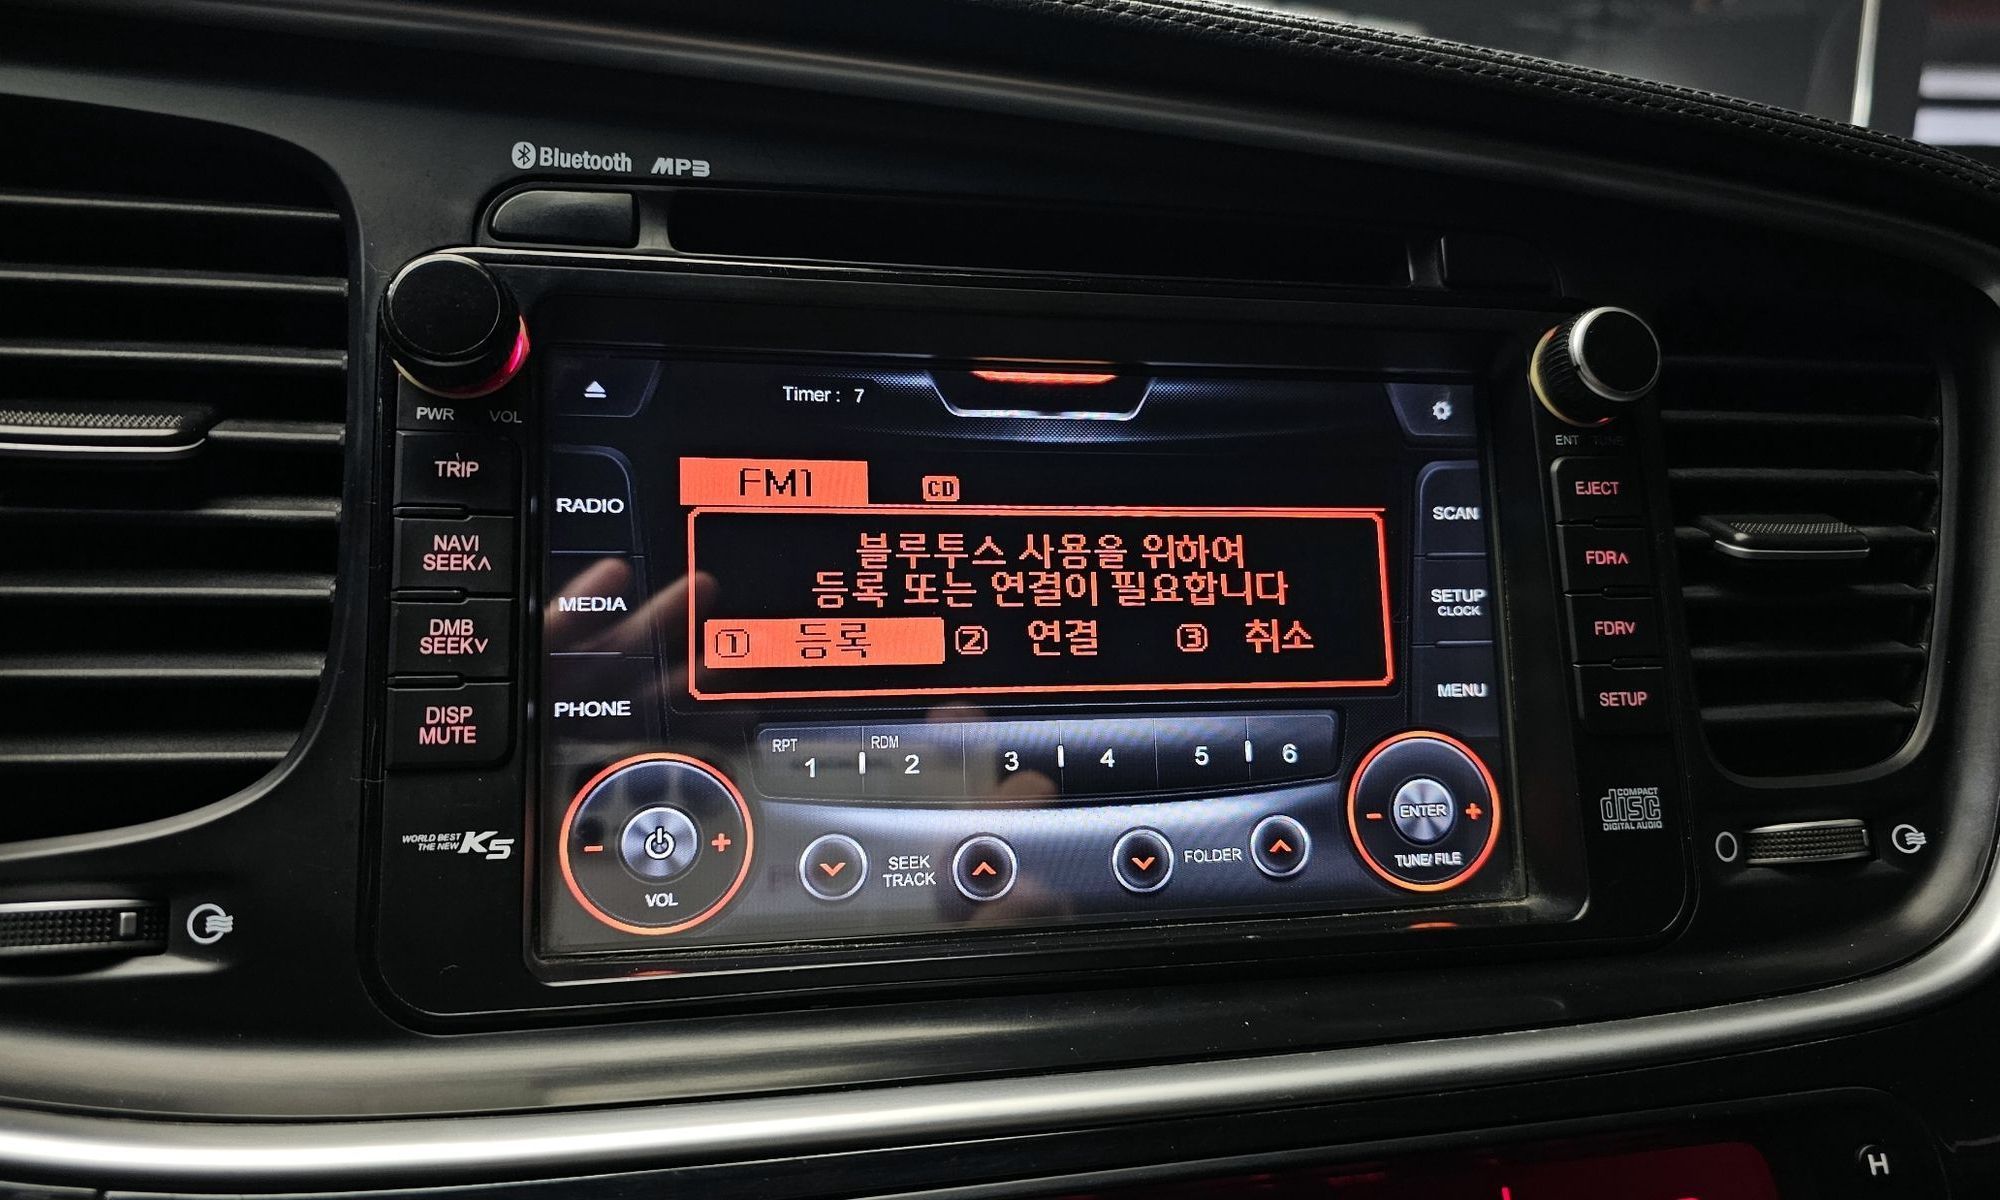 Bluetooth MP3
PWR VOL
TRIP
NAVI
SEEK∧
DMB
SEEK∨
DISP
MUTE
WORLD BEST
THE NEW K5
Timer : 7
RADIO
MEDIA
PHONE
FM1 CD
블루투스 사용을 위하여
등록 또는 연결이 필요합니다
① 등록 ② 연결 ③ 취소
SCAN
SETUP
CLOCK
MENU
RPT 1 RDM 2 3 4 5 6
- +
VOL
SEEK
TRACK
FOLDER
- ENTER +
TUNE/ FILE
ENT TUNE
EJECT
FDR∧
FDR∨
SETUP
COMPACT
disc
DIGITAL AUDIO
H